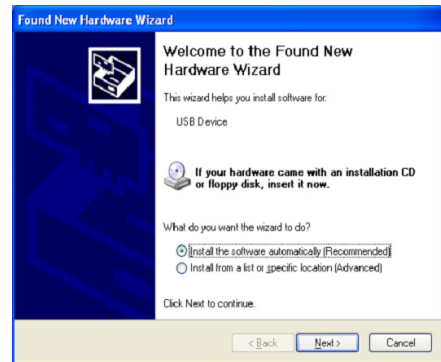 Found New Hardware Wizard
Welcome to the Found New
Hardware Wizard
This wizard helps you install software for:
USB Device
If your hardware came with an installation CD
or floppy disk, insert it now.
What do you want the wizard to do?
Install the software automatically (Recommended)
Install from a list or specific location (Advanced)
Click Next to continue.
< Back Next > Cancel